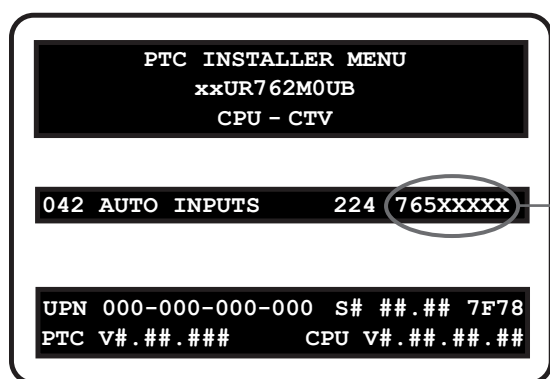 PTC INSTALLER MENU
xxUR762M0UB
CPU - CTV
042 AUTO INPUTS 224 765XXXXX
UPN 000-000-000-000 S# ##.## 7F78
PTC V#.##.### CPU V#.##.##.##